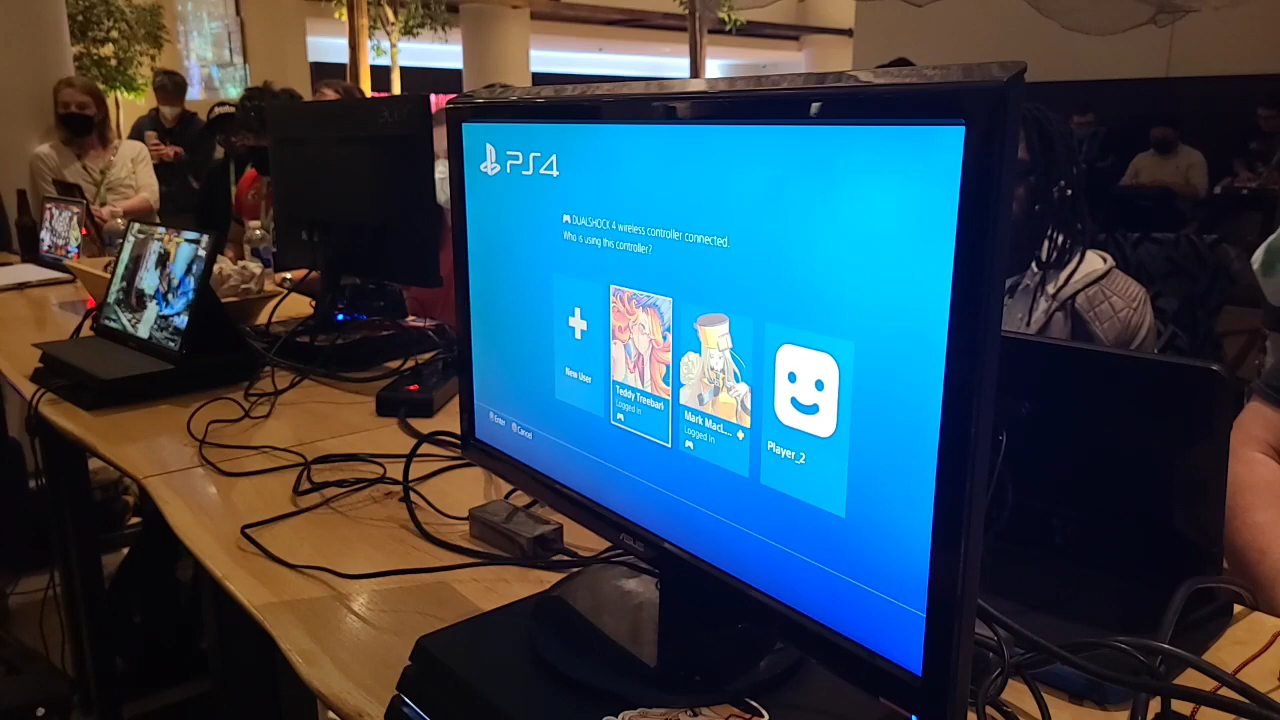 PS4
DUALSHOCK 4 wireless controller connected.
Who is using this controller?
New User
Teddy Treebark
Logged in
Mark MacL...
Logged in
Player_2
Enter
Cancel
ASUS